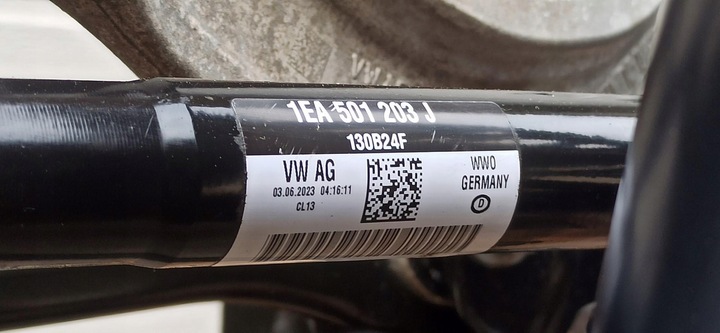 1EA 501 203 J
130B24F
VW AG
03.06.2023 04:16:11
CL13
WWO
GERMANY
D